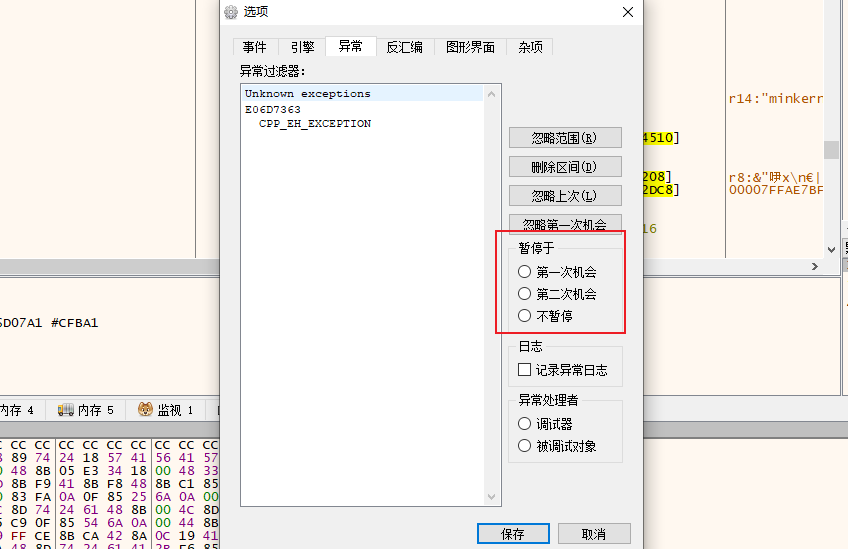 选项
事件 引擎 异常 反汇编 图形界面 杂项
异常过滤器:
Unknown exceptions
E06D7363
CPP_EH_EXCEPTION
忽略范围(R)
删除区间(D)
忽略上次(L)
忽略第一次机会
暂停于
第一次机会
第二次机会
不暂停
日志
记录异常日志
异常处理者
调试器
被调试对象
保存 取消
r14:"minkerr
4510]
208]
2DC8]
r8:&"咿x\n€|
00007FFAE7BF
16
5D07A1 #CFBA1
内存 4 内存 5 监视 1
CC CC CC CC CC CC CC CC
89 74 24 18 57 41 56 41 57
48 8B 05 E3 34 18 00 48 33
8B F9 41 8B F8 48 8B C1 85
83 FA 0A 0F 85 25 6A 0A 00
8D 74 24 61 48 8B 00 4C 8D
C9 0F 85 54 6A 0A 00 44 8B
FF CE 8B CA 42 8A 0C 19 41